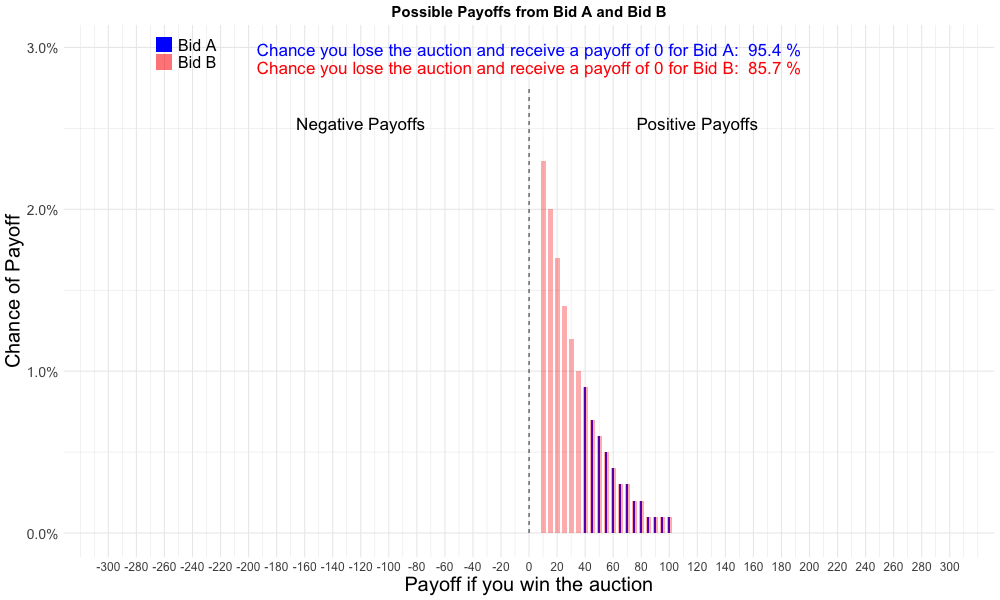 Possible Payoffs from Bid A and Bid B
Bid A
Bid B
Chance you lose the auction and receive a payoff of 0 for Bid A: 95.4 %
Chance you lose the auction and receive a payoff of 0 for Bid B: 85.7 %
Negative Payoffs
Positive Payoffs
Chance of Payoff
3.0%
2.0%
1.0%
0.0%
-300 -280 -260 -240 -220 -200 -180 -160 -140 -120 -100 -80 -60 -40 -20 0 20 40 60 80 100 120 140 160 180 200 220 240 260 280 300
Payoff if you win the auction